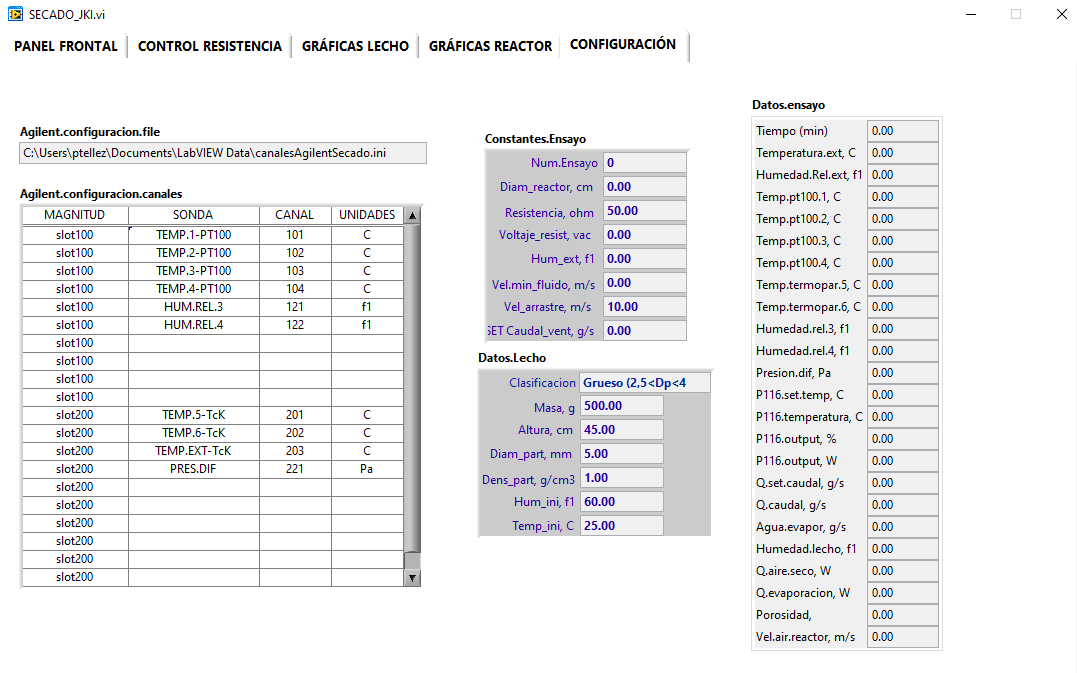 SECADO_JKI.vi
PANEL FRONTAL CONTROL RESISTENCIA GRÁFICAS LECHO GRÁFICAS REACTOR CONFIGURACIÓN
Agilent.configuracion.file
C:\Users\ptellez\Documents\LabVIEW Data\canalesAgilentSecado.ini
Agilent.configuracion.canales
MAGNITUD SONDA CANAL UNIDADES
slot100 TEMP.1-PT100 101 C
slot100 TEMP.2-PT100 102 C
slot100 TEMP.3-PT100 103 C
slot100 TEMP.4-PT100 104 C
slot100 HUM.REL.3 121 f1
slot100 HUM.REL.4 122 f1
slot100
slot100
slot100
slot100
slot200 TEMP.5-TcK 201 C
slot200 TEMP.6-TcK 202 C
slot200 TEMP.EXT-TcK 203 C
slot200 PRES.DIF 221 Pa
slot200
slot200
slot200
slot200
slot200
slot200
Constantes.Ensayo
Num.Ensayo 0
Diam_reactor, cm 0.00
Resistencia, ohm 50.00
Voltaje_resist, vac 0.00
Hum_ext, f1 0.00
Vel.min_fluido, m/s 0.00
Vel_arrastre, m/s 10.00
SET Caudal_vent, g/s 0.00
Datos.Lecho
Clasificacion Grueso (2,5<Dp<4
Masa, g 500.00
Altura, cm 45.00
Diam_part, mm 5.00
Dens_part, g/cm3 1.00
Hum_ini, f1 60.00
Temp_ini, C 25.00
Datos.ensayo
Tiempo (min) 0.00
Temperatura.ext, C 0.00
Humedad.Rel.ext, f1 0.00
Temp.pt100.1, C 0.00
Temp.pt100.2, C 0.00
Temp.pt100.3, C 0.00
Temp.pt100.4, C 0.00
Temp.termopar.5, C 0.00
Temp.termopar.6, C 0.00
Humedad.rel.3, f1 0.00
Humedad.rel.4, f1 0.00
Presion.dif, Pa 0.00
P116.set.temp, C 0.00
P116.temperatura, C 0.00
P116.output, % 0.00
P116.output, W 0.00
Q.set.caudal, g/s 0.00
Q.caudal, g/s 0.00
Agua.evapor, g/s 0.00
Humedad.lecho, f1 0.00
Q.aire.seco, W 0.00
Q.evaporacion, W 0.00
Porosidad, 0.00
Vel.air.reactor, m/s 0.00